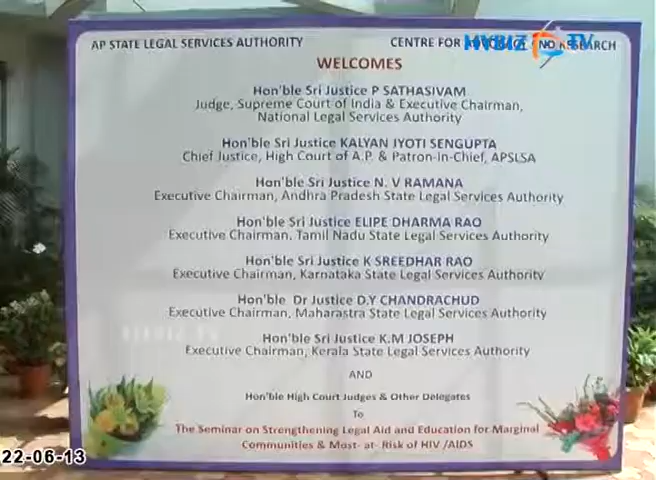 AP STATE LEGAL SERVICES AUTHORITY
CENTRE FOR ADVOCACY AND RESEARCH
HYBIZ TV
WELCOMES
Hon'ble Sri Justice P SATHASIVAM
Judge, Supreme Court of India & Executive Chairman,
National Legal Services Authority
Hon'ble Sri Justice KALYAN JYOTI SENGUPTA
Chief Justice, High Court of A.P. & Patron-In-Chief, APSLSA
Hon'ble Sri Justice N. V RAMANA
Executive Chairman, Andhra Pradesh State Legal Services Authority
Hon'ble Sri Justice ELIPE DHARMA RAO
Executive Chairman, Tamil Nadu State Legal Services Authority
Hon'ble Sri Justice K SREEDHAR RAO
Executive Chairman, Karnataka State Legal Services Authority
Hon'ble Dr Justice D.Y CHANDRACHUD
Executive Chairman, Maharastra State Legal Services Authority
HYBIZ TV
Hon'ble Sri Justice K.M JOSEPH
Executive Chairman, Kerala State Legal Services Authority
AND
Hon'ble High Court Judges & Other Delegates
To
The Seminar on Strengthening Legal Aid and Education for Marginal
Communities & Most- at- Risk of HIV /AIDS
22-06-13